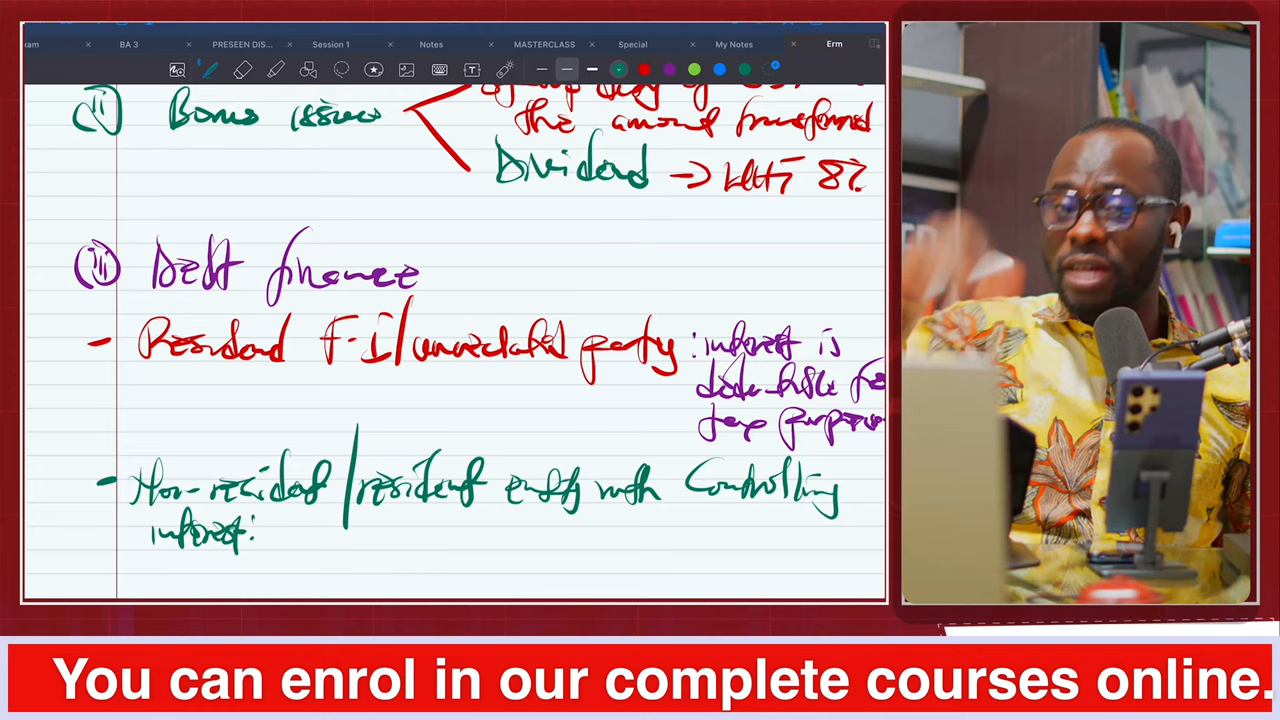 exam BA 3 PRESEEN DIS... Session 1 Notes MASTERCLASS Special My Notes Erm
(ii) Bonus issues
the amount transferred
Dividend → WHT 8%
(iii) Debt finance
- Resident F-I/unrelated party : interest is
deductible for
tax purposes
- Non-resident/resident entity with Controlling
interest:
You can enrol in our complete courses online.